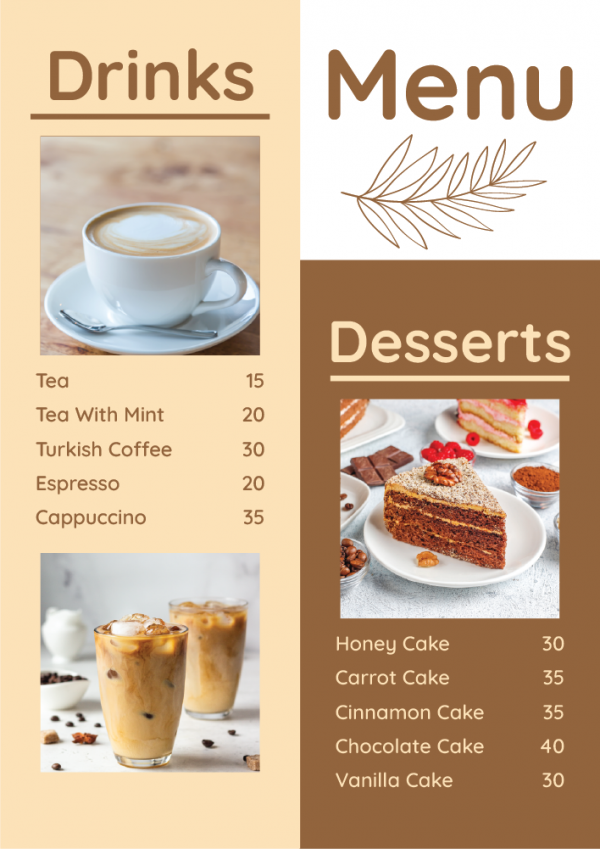 Drinks
Tea 15
Tea With Mint 20
Turkish Coffee 30
Espresso 20
Cappuccino 35
Menu
Desserts
Honey Cake 30
Carrot Cake 35
Cinnamon Cake 35
Chocolate Cake 40
Vanilla Cake 30